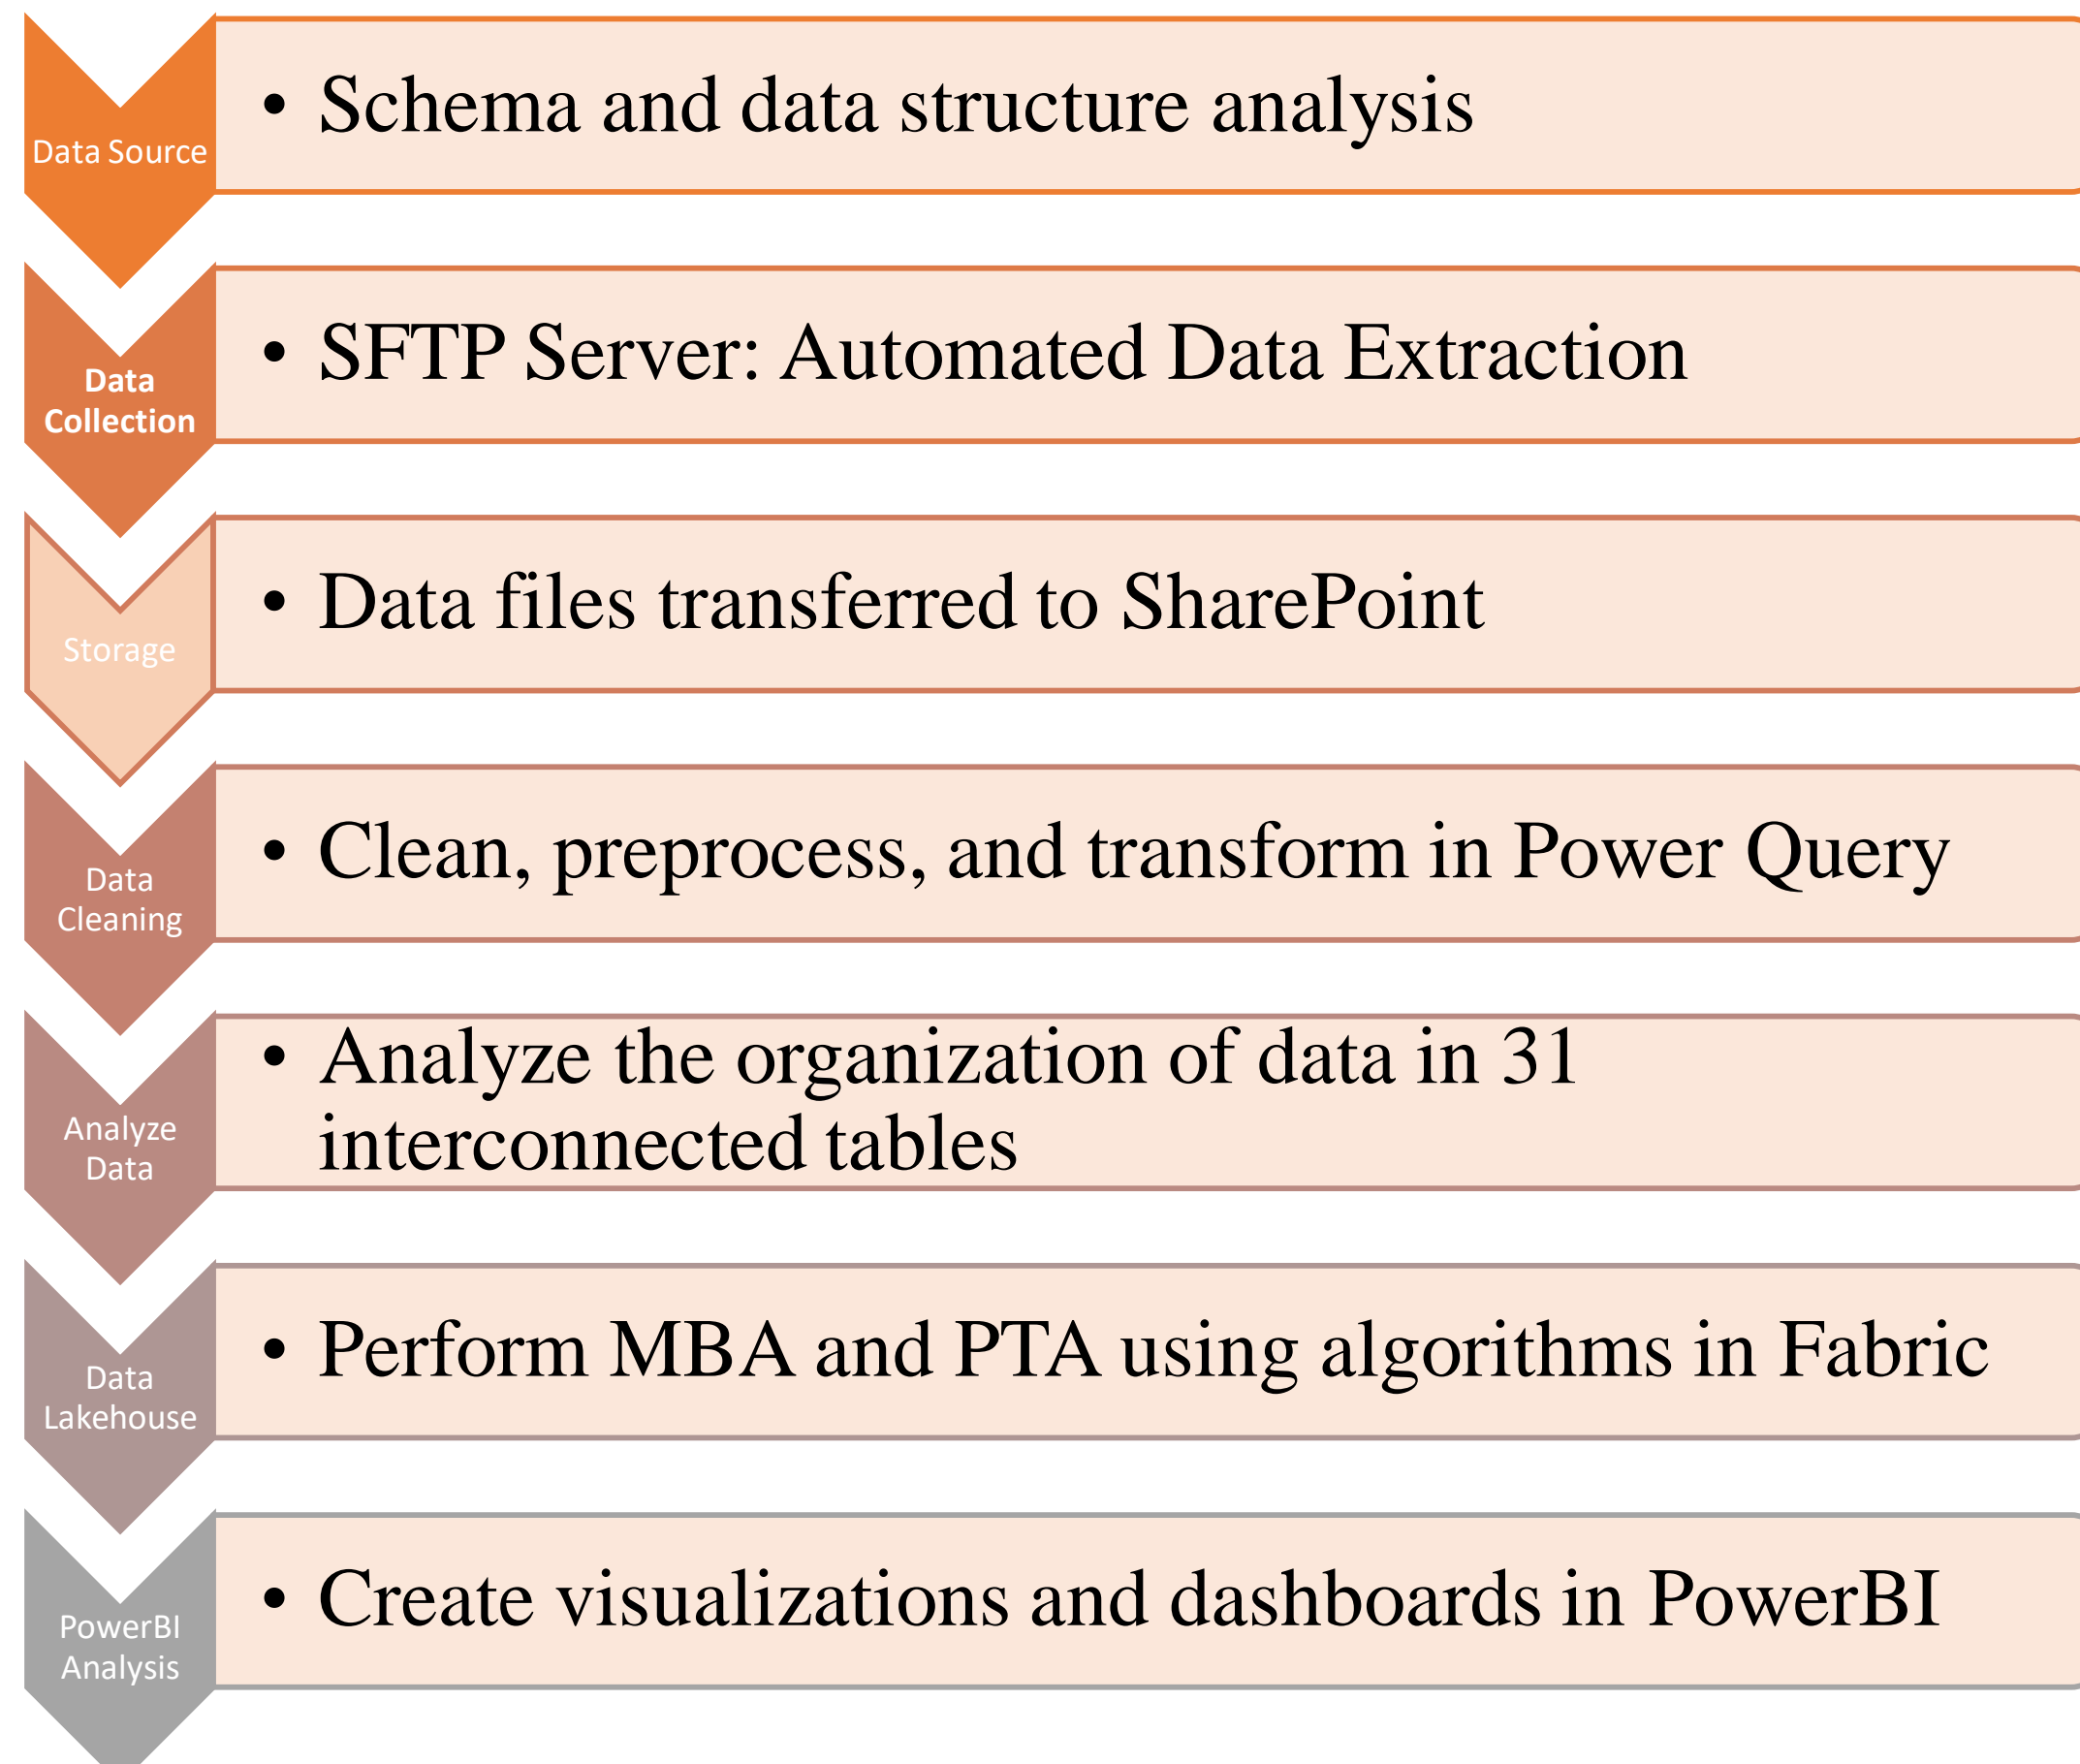 Data Source
• Schema and data structure analysis
Data
Collection
• SFTP Server: Automated Data Extraction
Storage
• Data files transferred to SharePoint
Data
Cleaning
• Clean, preprocess, and transform in Power Query
Analyze
Data
• Analyze the organization of data in 31
interconnected tables
Data
Lakehouse
• Perform MBA and PTA using algorithms in Fabric
PowerBI
Analysis
• Create visualizations and dashboards in PowerBI